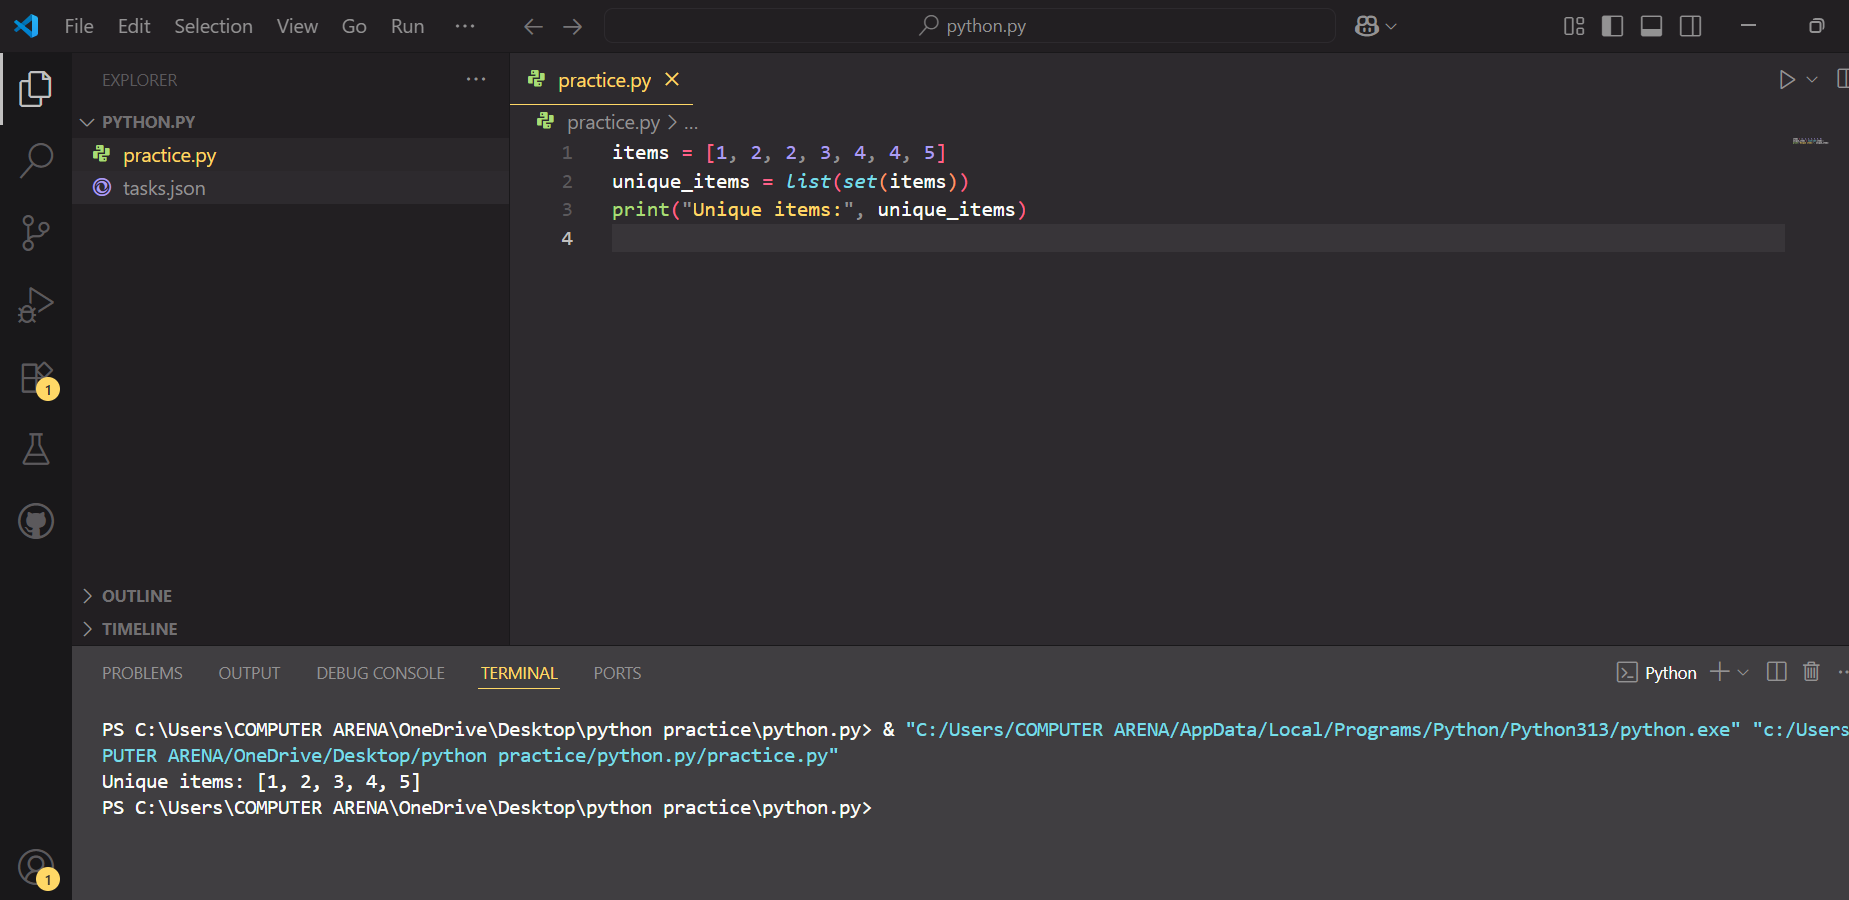 File Edit Selection View Go Run ···
python.py
EXPLORER
PYTHON.PY
practice.py
tasks.json
1
OUTLINE
TIMELINE
1
practice.py
practice.py > ...
1 items = [1, 2, 2, 3, 4, 4, 5]
2 unique_items = list(set(items))
3 print("Unique items:", unique_items)
4
PROBLEMS OUTPUT DEBUG CONSOLE TERMINAL PORTS
Python
PS C:\Users\COMPUTER ARENA\OneDrive\Desktop\python practice\python.py> & "C:/Users/COMPUTER ARENA/AppData/Local/Programs/Python/Python313/python.exe" "c:/Users
PUTER ARENA/OneDrive/Desktop/python practice/python.py/practice.py"
Unique items: [1, 2, 3, 4, 5]
PS C:\Users\COMPUTER ARENA\OneDrive\Desktop\python practice\python.py>